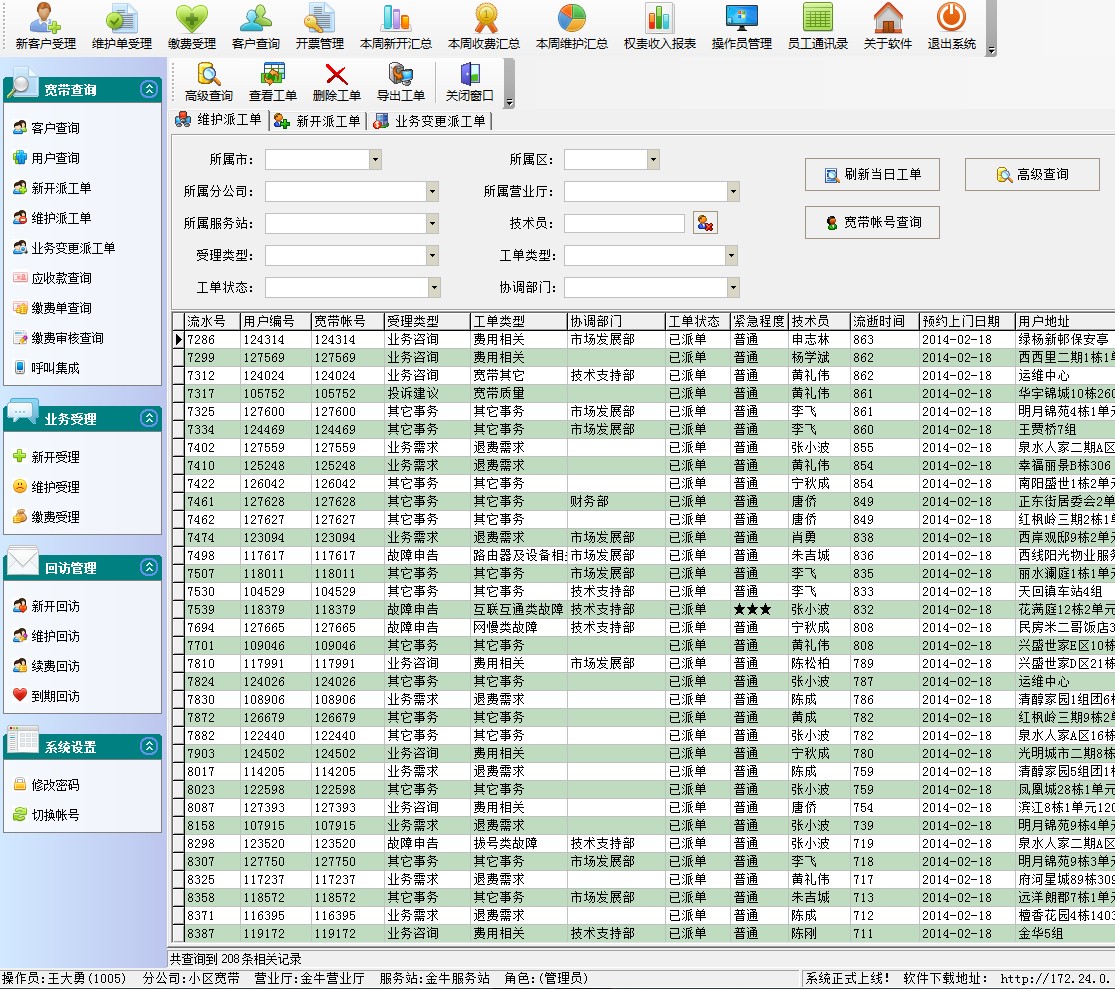 新客户受理 维护单受理 缴费受理 客户查询 开票管理 本周新开汇总 本周收费汇总 本周维护汇总 权责收入报表 操作员管理 员工通讯录 关于软件 退出系统
高级查询 查看工单 删除工单 导出工单 关闭窗口
维护派工单 新开派工单 业务变更派工单
宽带查询
客户查询
用户查询
新开派工单
维护派工单
业务变更派工单
应收款查询
缴费单查询
缴费审核查询
呼叫集成
业务受理
新开受理
维护受理
缴费受理
回访管理
新开回访
维护回访
续费回访
到期回访
系统设置
修改密码
切换帐号
所属市: 所属区: 刷新当日工单 高级查询
所属分公司: 所属营业厅:
所属服务站: 技术员: 宽带帐号查询
受理类型: 工单类型:
工单状态: 协调部门:
流水号 用户编号 宽带帐号 受理类型 工单类型 协调部门 工单状态 紧急程度 技术员 流逝时间 预约上门日期 用户地址
7286 124314 124314 业务咨询 费用相关 市场发展部 已派单 普通 申志林 863 2014-02-18 绿杨新邨保安亭
7299 127569 127569 业务咨询 费用相关 已派单 普通 杨学斌 862 2014-02-18 西西里二期1栋1单
7312 124024 124024 业务咨询 宽带其它 技术支持部 已派单 普通 黄礼伟 862 2014-02-18 运维中心
7317 105752 105752 投诉建议 宽带质量 已派单 普通 黄礼伟 861 2014-02-18 华宇锦城10栋260
7325 127600 127600 其它事务 其它事务 市场发展部 已派单 普通 李飞 861 2014-02-18 明月锦苑4栋1单元
7334 124469 124469 其它事务 其它事务 市场发展部 已派单 普通 李飞 860 2014-02-18 王贾桥7组
7402 127559 127559 业务需求 退费需求 已派单 普通 张小波 855 2014-02-18 泉水人家二期A区
7410 125248 125248 业务需求 退费需求 已派单 普通 黄礼伟 854 2014-02-18 幸福丽景B栋306
7422 126042 126042 其它事务 其它事务 已派单 普通 宁秋成 854 2014-02-18 南阳盛世1栋2单元
7461 127628 127628 其它事务 其它事务 财务部 已派单 普通 唐侨 849 2014-02-18 正东街居委会2单
7462 127627 127627 其它事务 其它事务 已派单 普通 唐侨 849 2014-02-18 红枫岭三期2栋1单
7474 123094 123094 业务需求 退费需求 市场发展部 已派单 普通 肖勇 838 2014-02-18 西岸观邸9栋2单元
7498 117617 117617 故障申告 路由器及设备相关 市场发展部 已派单 普通 朱吉城 836 2014-02-18 西线阳光物业服务
7507 118011 118011 其它事务 其它事务 市场发展部 已派单 普通 李飞 835 2014-02-18 丽水澜庭1栋1单元
7530 104529 104529 其它事务 其它事务 技术支持部 已派单 普通 李飞 833 2014-02-18 天回镇车站4组
7539 118379 118379 故障申告 互联互通类故障 技术支持部 已派单 ★★★ 张小波 832 2014-02-18 花满庭12栋2单元
7694 127665 127665 故障申告 网慢类故障 技术支持部 已派单 普通 宁秋成 808 2014-02-18 民房米二哥饭店3
7701 109046 109046 其它事务 其它事务 已派单 普通 黄礼伟 808 2014-02-18 兴盛世家E区10栋
7810 117991 117991 业务咨询 费用相关 市场发展部 已派单 普通 陈松柏 789 2014-02-18 兴盛世家D区21栋
7824 124026 124026 其它事务 其它事务 已派单 普通 张小波 787 2014-02-18 运维中心
7830 108906 108906 业务需求 退费需求 已派单 普通 陈成 786 2014-02-18 清醇家园1组团6栋
7872 126679 126679 其它事务 其它事务 已派单 普通 黄成 782 2014-02-18 红枫岭三期9栋2单
7882 122440 122440 其它事务 其它事务 已派单 普通 张小波 782 2014-02-18 泉水人家A区16栋
7903 124502 124502 业务咨询 费用相关 已派单 普通 宁秋成 780 2014-02-18 光明城市二期8栋
8017 114205 114205 业务需求 退费需求 已派单 普通 陈成 759 2014-02-18 清醇家园5组团1栋
8023 122598 122598 其它事务 其它事务 已派单 普通 张小波 759 2014-02-18 凤凰城28栋1单元
8087 127393 127393 业务咨询 费用相关 已派单 普通 唐侨 754 2014-02-18 滨江8栋1单元120
8158 107915 107915 业务需求 退费需求 已派单 普通 张小波 739 2014-02-18 明月锦苑9栋4单元
8298 123520 123520 故障申告 拔号类故障 技术支持部 已派单 普通 张小波 719 2014-02-18 泉水人家二期A区
8307 127750 127750 其它事务 其它事务 市场发展部 已派单 普通 李飞 718 2014-02-18 明月锦苑9栋3单元
8325 117237 117237 业务需求 退费需求 已派单 普通 黄礼伟 717 2014-02-18 府河星城89栋309
8358 118572 118572 其它事务 其它事务 市场发展部 已派单 普通 朱吉城 713 2014-02-18 远洋朗郡7栋1单元
8371 116395 116395 业务需求 退费需求 已派单 普通 陈成 712 2014-02-18 檀香花园4栋1403
8387 119172 119172 业务咨询 费用相关 技术支持部 已派单 普通 陈刚 711 2014-02-18 金华5组
共查询到 208 条相关记录
操作员:王大勇(1005) 分公司:小区宽带 营业厅:金牛营业厅 服务站:金牛服务站 角色:(管理员) 系统正式上线! 软件下载地址: http://172.24.0.